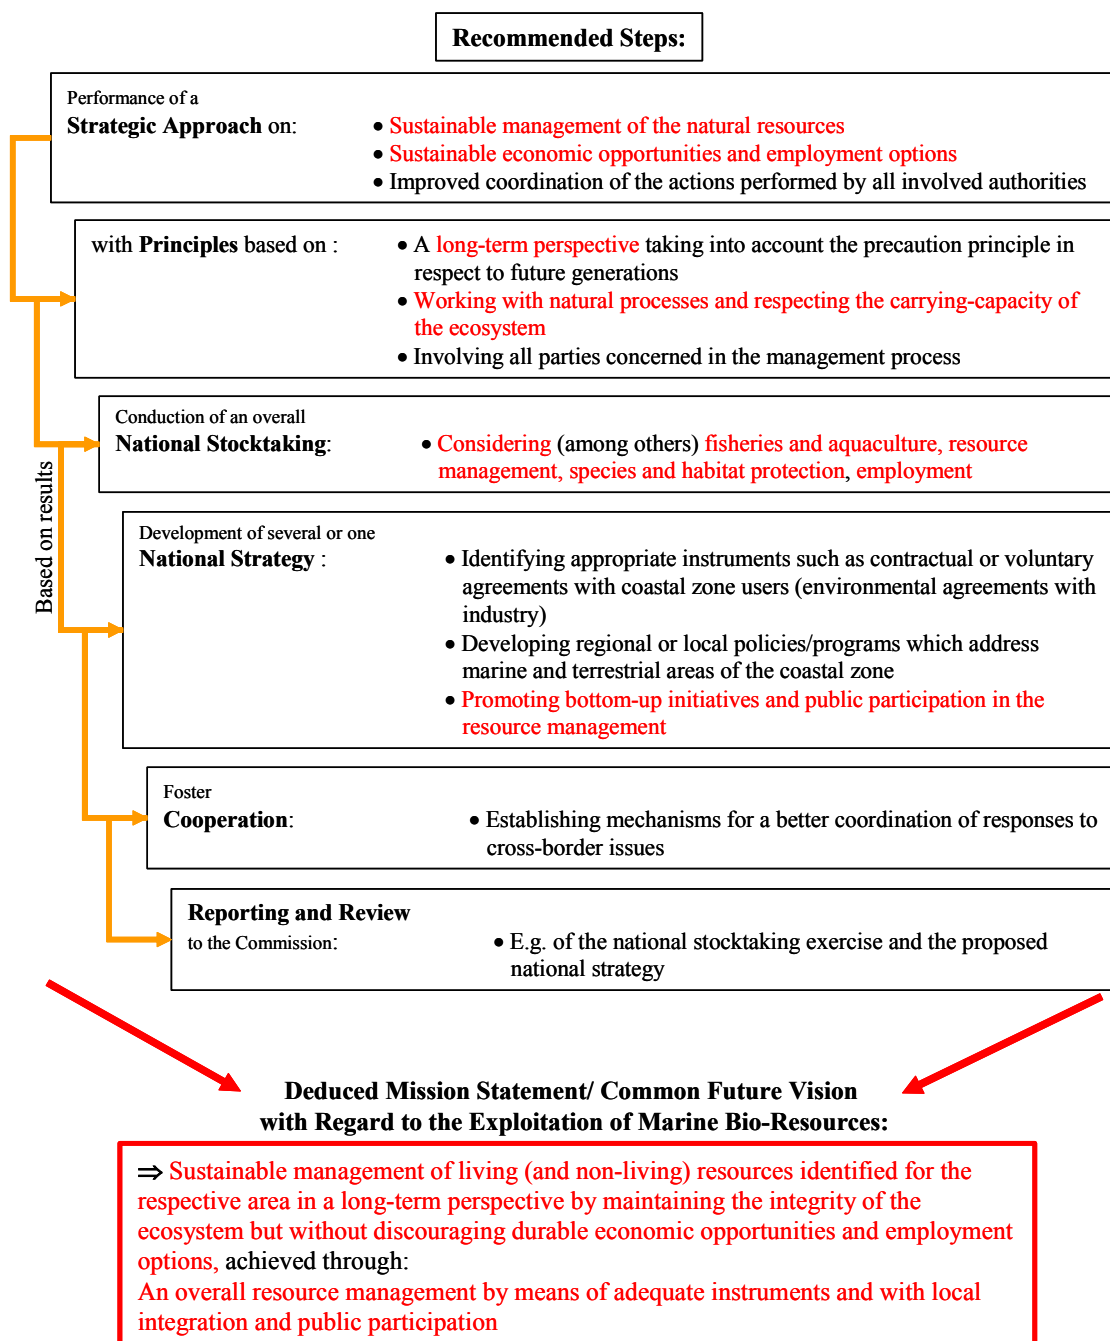 Recommended Steps:
Performance of a
Strategic Approach on:
• Sustainable management of the natural resources
• Sustainable economic opportunities and employment options
• Improved coordination of the actions performed by all involved authorities
with Principles based on :
• A long-term perspective taking into account the precaution principle in
respect to future generations
• Working with natural processes and respecting the carrying-capacity of
the ecosystem
• Involving all parties concerned in the management process
Conduction of an overall
National Stocktaking:
• Considering (among others) fisheries and aquaculture, resource
management, species and habitat protection, employment
Based on results
Development of several or one
National Strategy :
• Identifying appropriate instruments such as contractual or voluntary
agreements with coastal zone users (environmental agreements with
industry)
• Developing regional or local policies/programs which address
marine and terrestrial areas of the coastal zone
• Promoting bottom-up initiatives and public participation in the
resource management
Foster
Cooperation:
• Establishing mechanisms for a better coordination of responses to
cross-border issues
Reporting and Review
to the Commission:
• E.g. of the national stocktaking exercise and the proposed
national strategy
Deduced Mission Statement/ Common Future Vision
with Regard to the Exploitation of Marine Bio-Resources:
⇒ Sustainable management of living (and non-living) resources identified for the
respective area in a long-term perspective by maintaining the integrity of the
ecosystem but without discouraging durable economic opportunities and employment
options, achieved through:
An overall resource management by means of adequate instruments and with local
integration and public participation